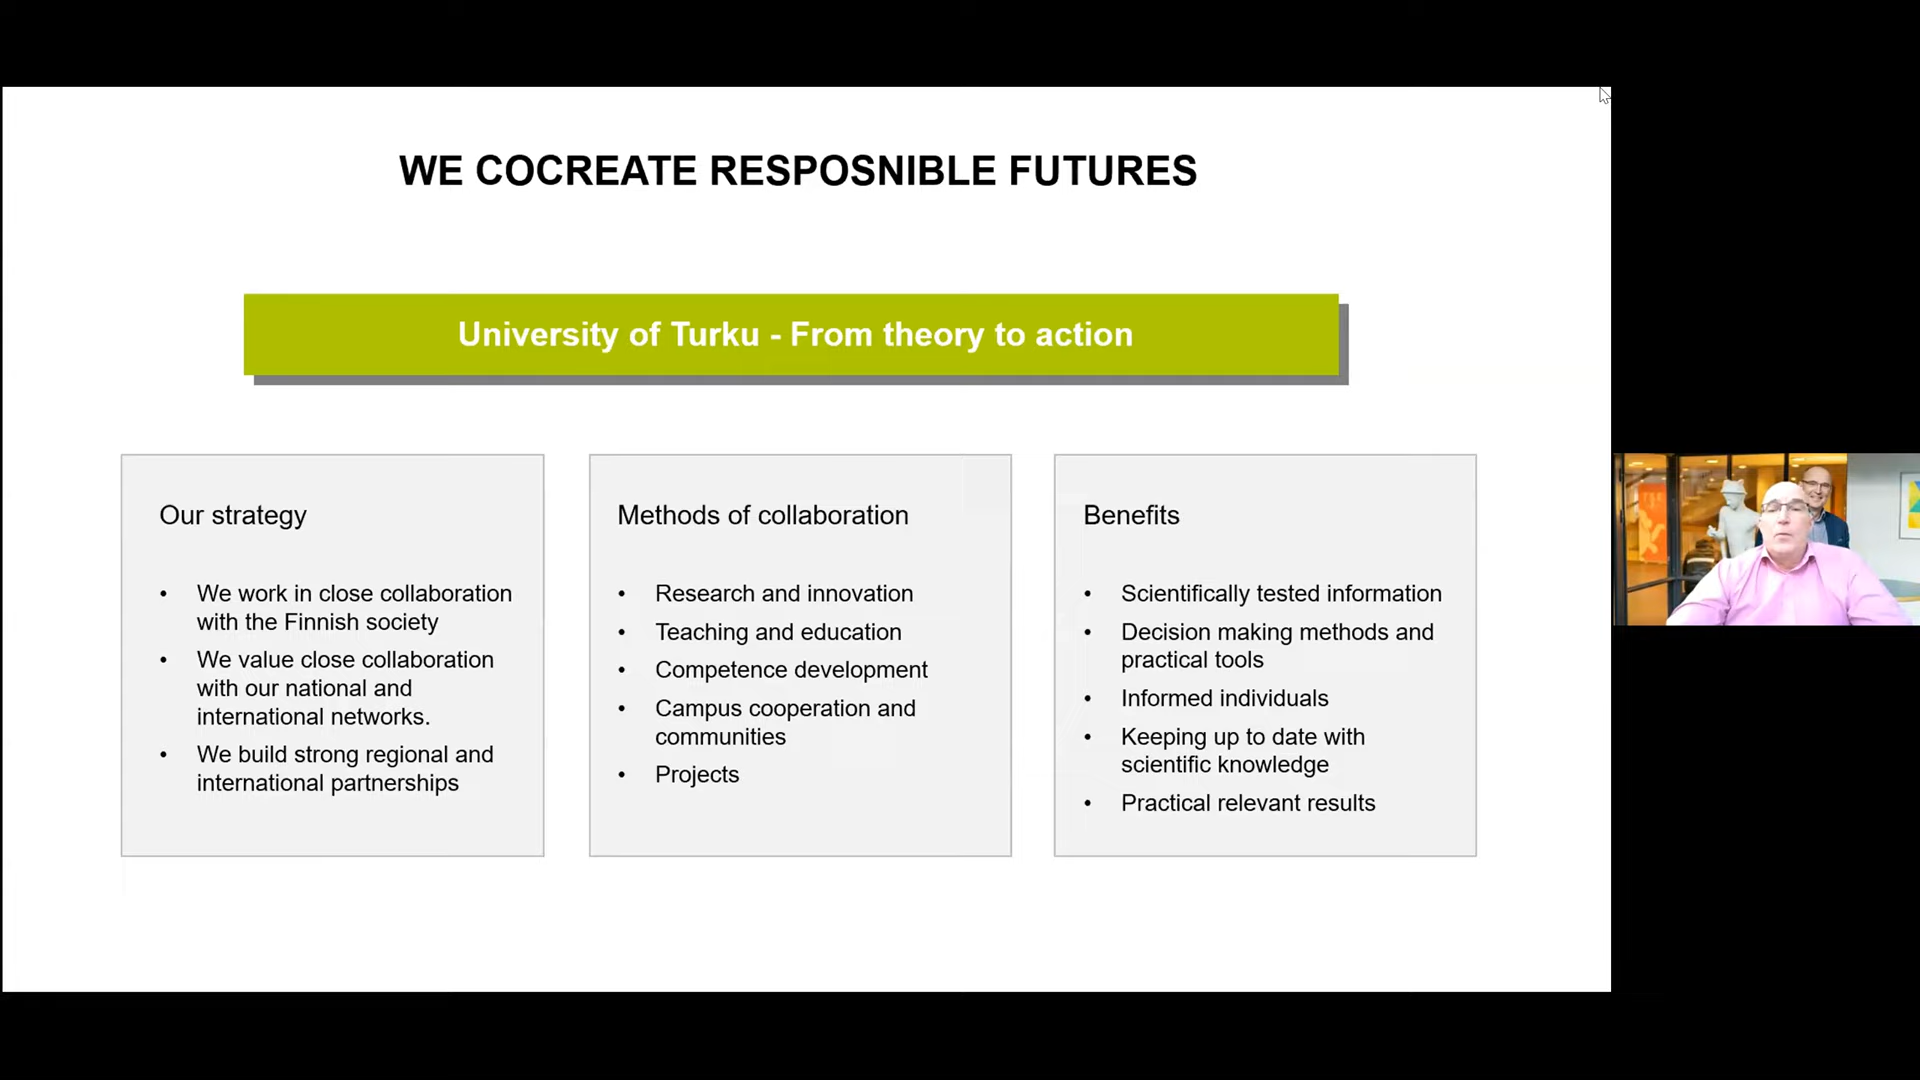 WE COCREATE RESPOSNIBLE FUTURES
University of Turku - From theory to action
Our strategy
• We work in close collaboration
with the Finnish society
• We value close collaboration
with our national and
international networks.
• We build strong regional and
international partnerships
Methods of collaboration
• Research and innovation
• Teaching and education
• Competence development
• Campus cooperation and
communities
• Projects
Benefits
• Scientifically tested information
• Decision making methods and
practical tools
• Informed individuals
• Keeping up to date with
scientific knowledge
• Practical relevant results